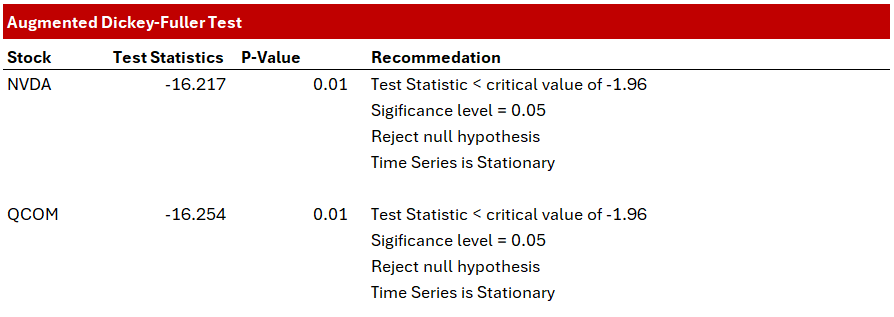 Augmented Dickey-Fuller Test
Stock Test Statistics P-Value Recommedation
NVDA -16.217 0.01 Test Statistic < critical value of -1.96
Sigificance level = 0.05
Reject null hypothesis
Time Series is Stationary
QCOM -16.254 0.01 Test Statistic < critical value of -1.96
Sigificance level = 0.05
Reject null hypothesis
Time Series is Stationary